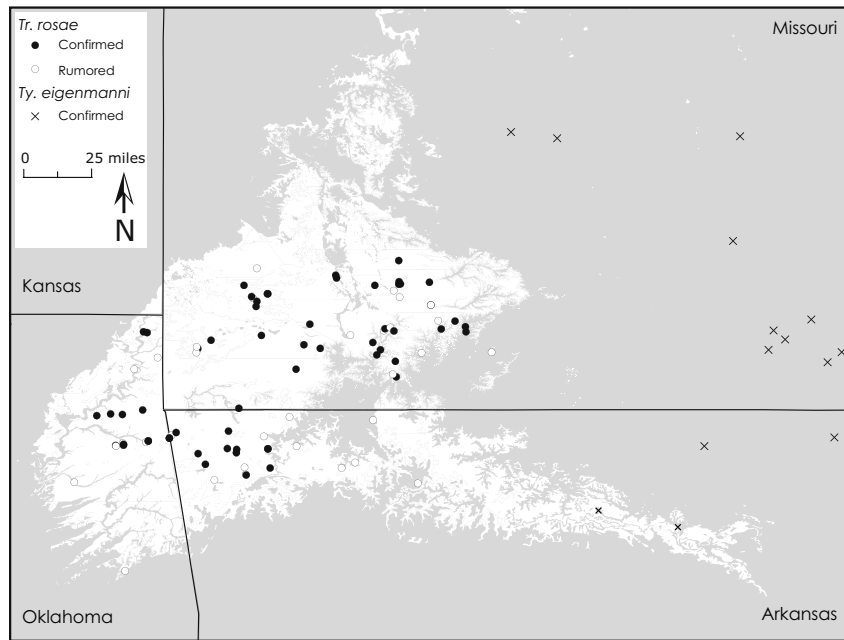 Tr. rosae
Confirmed
Rumored
Ty. eigenmanni
Confirmed
0 25 miles
N
Missouri
Kansas
Oklahoma
Arkansas